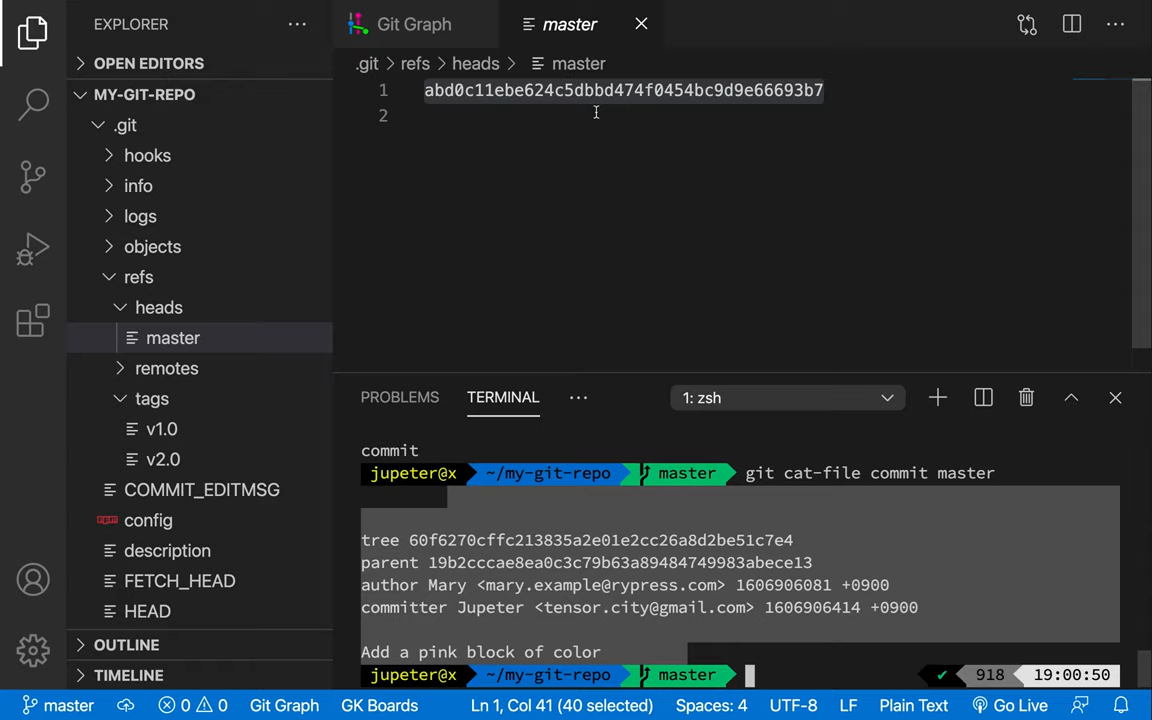 EXPLORER
OPEN EDITORS
MY-GIT-REPO
.git
hooks
info
logs
objects
refs
heads
master
remotes
tags
v1.0
v2.0
COMMIT_EDITMSG
config
description
FETCH_HEAD
HEAD
OUTLINE
TIMELINE
Git Graph
master
.git > refs > heads > master
1 abd0c11ebe624c5dbbd474f0454bc9d9e66693b7
2
PROBLEMS TERMINAL 1: zsh
commit
jupeter@x ~/my-git-repo master git cat-file commit master
tree 60f6270cffc213835a2e01e2cc26a8d2be51c7e4
parent 19b2cccae8ea0c3c79b63a89484749983abece13
author Mary <mary.example@rypress.com> 1606906081 +0900
committer Jupeter <tensor.city@gmail.com> 1606906414 +0900
Add a pink block of color
jupeter@x ~/my-git-repo master 918 19:00:50
master 0 0 Git Graph GK Boards Ln 1, Col 41 (40 selected) Spaces: 4 UTF-8 LF Plain Text Go Live